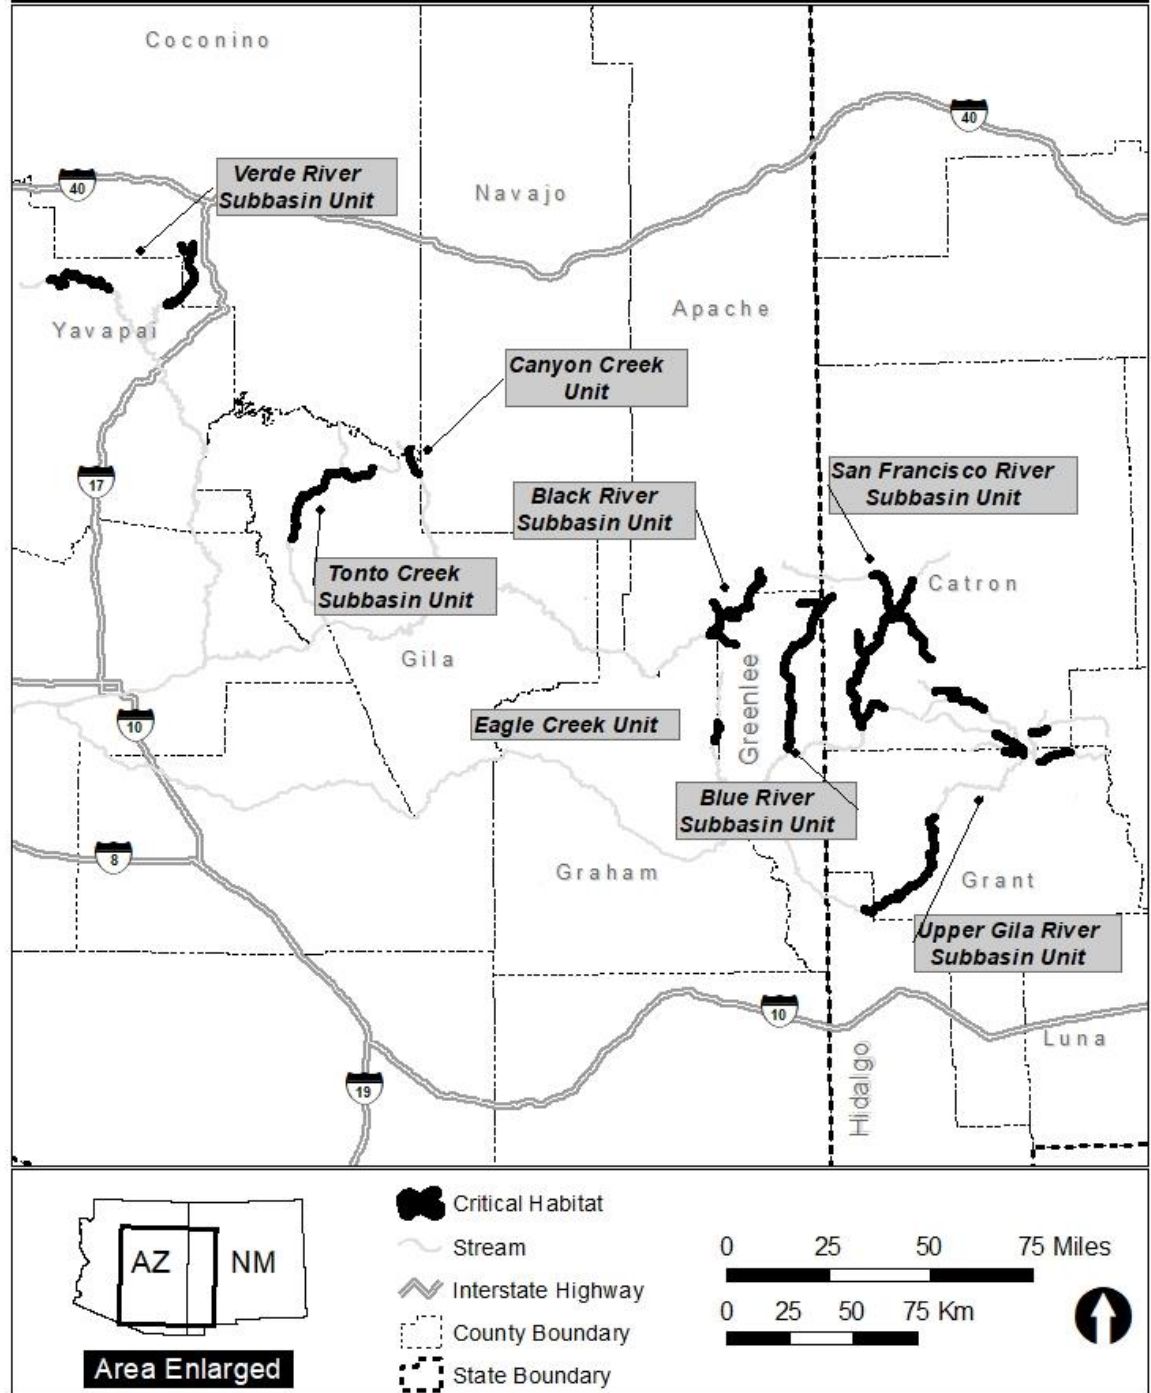 Coconino
40
40
Verde River
Subbasin Unit
Navajo
Apache
Yavapai
Canyon Creek
Unit
San Francisco River
Subbasin Unit
17
Black River
Subbasin Unit
Tonto Creek
Subbasin Unit
Catron
Gila
Greenlee
Eagle Creek Unit
10
Blue River
Subbasin Unit
8
Graham
Grant
Upper Gila River
Subbasin Unit
10
Luna
Hidalgo
19
Critical Habitat
Stream
Interstate Highway
County Boundary
State Boundary
AZ
NM
Area Enlarged
0 25 50 75 Miles
0 25 50 75 Km